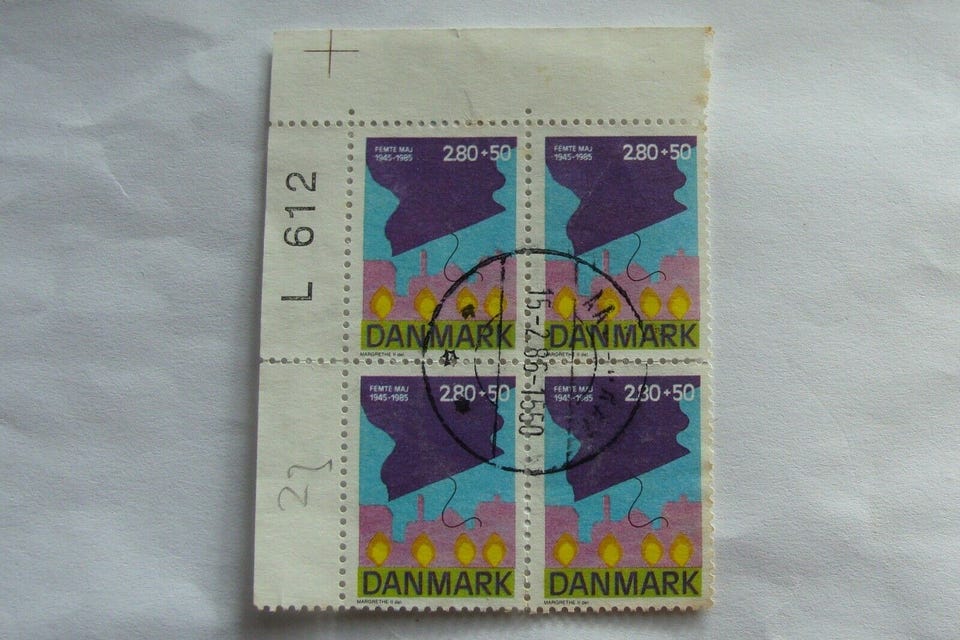 FEMTE MAJ
1945-1985
2.80+50
DANMARK
MARGRETHE II del.
FEMTE MAJ
1945-1985
2.80+50
DANMARK
MARGRETHE II del.
L 612
15-2.86-1550
FEMTE MAJ
1945-1985
2.80+50
DANMARK
MARGRETHE II del.
FEMTE MAJ
1945-1985
2.80+50
DANMARK
MARGRETHE II del.